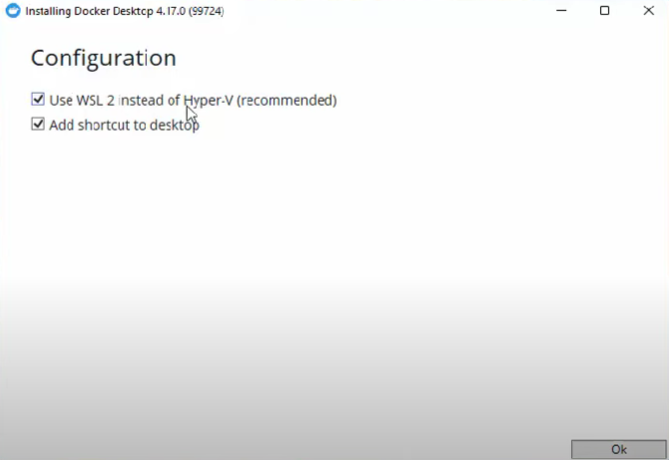 Installing Docker Desktop 4.17.0 (99724)
Configuration
Use WSL 2 instead of Hyper-V (recommended)
Add shortcut to desktop
Ok